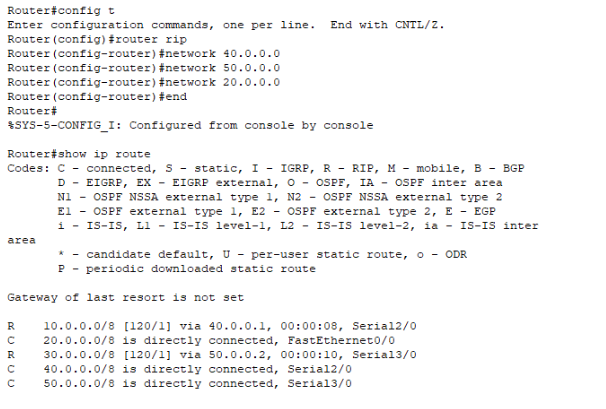 Router#config t
Enter configuration commands, one per line.  End with CNTL/Z.
Router(config)#router rip
Router(config-router)#network 40.0.0.0
Router(config-router)#network 50.0.0.0
Router(config-router)#network 20.0.0.0
Router(config-router)#end
Router#
%SYS-5-CONFIG_I: Configured from console by console

Router#show ip route
Codes: C - connected, S - static, I - IGRP, R - RIP, M - mobile, B - BGP
       D - EIGRP, EX - EIGRP external, O - OSPF, IA - OSPF inter area
       N1 - OSPF NSSA external type 1, N2 - OSPF NSSA external type 2
       E1 - OSPF external type 1, E2 - OSPF external type 2, E - EGP
       i - IS-IS, L1 - IS-IS level-1, L2 - IS-IS level-2, ia - IS-IS inter
area
       * - candidate default, U - per-user static route, o - ODR
       P - periodic downloaded static route

Gateway of last resort is not set

R    10.0.0.0/8 [120/1] via 40.0.0.1, 00:00:08, Serial2/0
C    20.0.0.0/8 is directly connected, FastEthernet0/0
R    30.0.0.0/8 [120/1] via 50.0.0.2, 00:00:10, Serial3/0
C    40.0.0.0/8 is directly connected, Serial2/0
C    50.0.0.0/8 is directly connected, Serial3/0